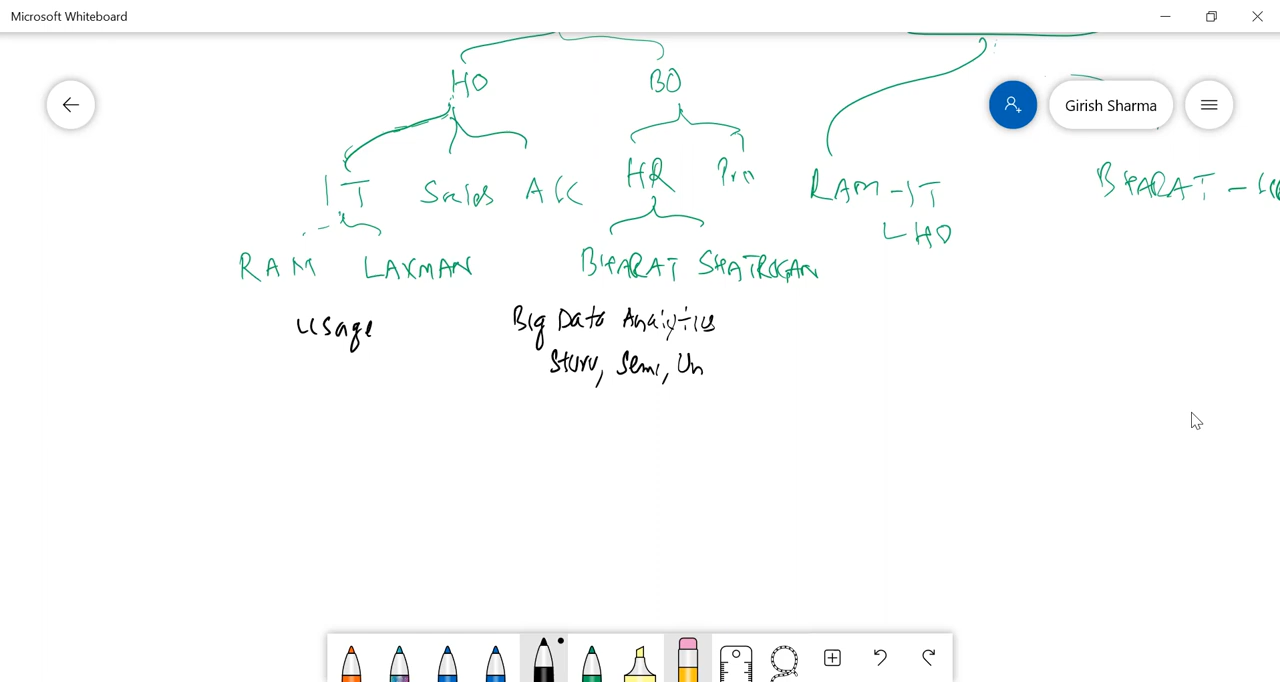 Microsoft Whiteboard
HO BO
Girish Sharma
IT Sales ACC HR Pro RAM-IT BHARAT -
HO
RAM LAXMAN BHARAT SHATRUGAN
Usage Big Data Analytics
Semi, Un